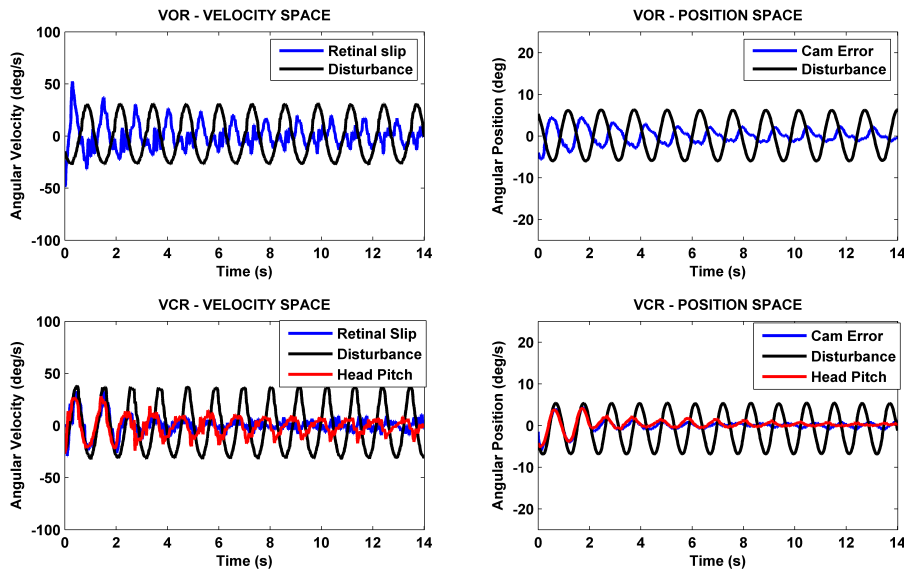 VOR - VELOCITY SPACE
Angular Velocity (deg/s)
100
50
0
-50
-100
Retinal slip
Disturbance
0 2 4 6 8 10 12 14
Time (s)
VOR - POSITION SPACE
Angular Position (deg)
20
10
0
-10
-20
Cam Error
Disturbance
0 2 4 6 8 10 12 14
Time (s)
VCR - VELOCITY SPACE
Angular Velocity (deg/s)
100
50
0
-50
-100
Retinal Slip
Disturbance
Head Pitch
0 2 4 6 8 10 12 14
Time (s)
VCR - POSITION SPACE
Angular Position (deg/s)
20
10
0
-10
-20
Cam Error
Disturbance
Head Pitch
0 2 4 6 8 10 12 14
Time (s)